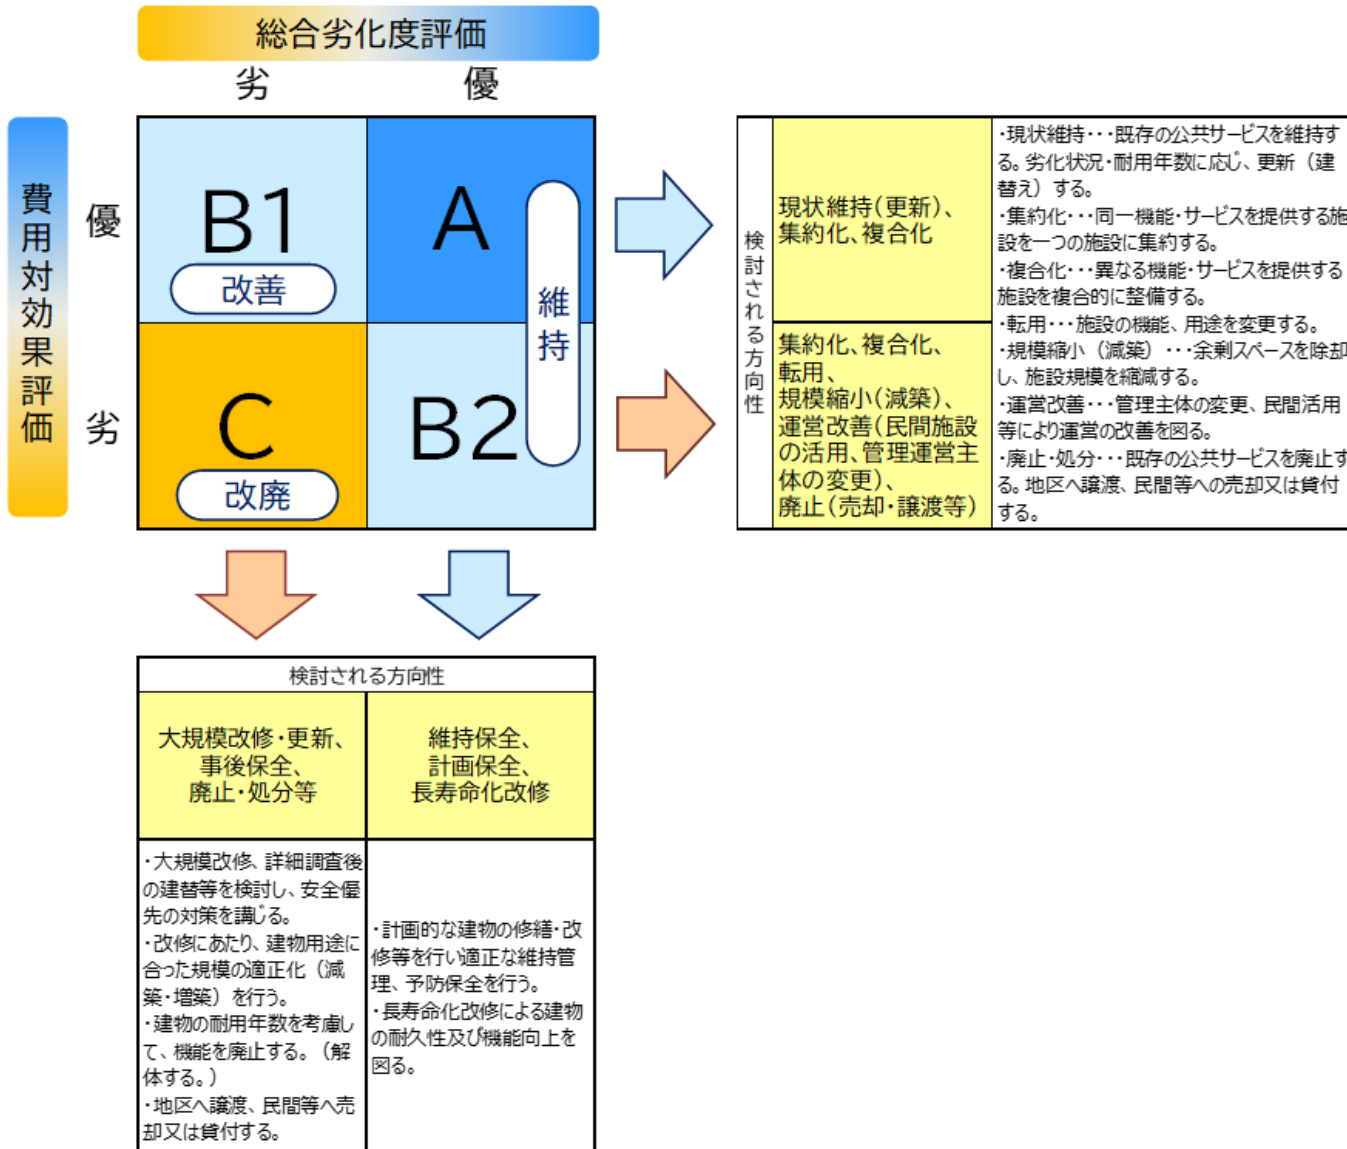 総合劣化度評価
劣
優
費用対効果評価
優
劣
B1
改善
A
維持
C
改廃
B2
検討される方向性
現状維持(更新)、
集約化、複合化
集約化、複合化、
転用、
規模縮小(減築)、
運営改善(民間施設
の活用、管理運営主
体の変更)、
廃止(売却・譲渡等)
・現状維持・・・既存の公共サービスを維持す
る。劣化状況・耐用年数に応じ、更新（建
替え）する。
・集約化・・・同一機能・サービスを提供する施
設を一つの施設に集約する。
・複合化・・・異なる機能・サービスを提供する
施設を複合的に整備する。
・転用・・・施設の機能、用途を変更する。
・規模縮小（減築）・・・余剰スペースを除却
し、施設規模を縮減する。
・運営改善・・・管理主体の変更、民間活用
等により運営の改善を図る。
・廃止・処分・・・既存の公共サービスを廃止す
る。地区へ譲渡、民間等への売却又は貸付
する。
検討される方向性
大規模改修・更新、
事後保全、
廃止・処分等
維持保全、
計画保全、
長寿命化改修
・大規模改修、詳細調査後
の建替等を検討し、安全優
先の対策を講じる。
・改修にあたり、建物用途に
合った規模の適正化（減
築・増築）を行う。
・建物の耐用年数を考慮し
て、機能を廃止する。（解
体する。）
・地区へ譲渡、民間等へ売
却又は貸付する。
・計画的な建物の修繕・改
修等を行い適正な維持管
理、予防保全を行う。
・長寿命化改修による建物
の耐久性及び機能向上を
図る。